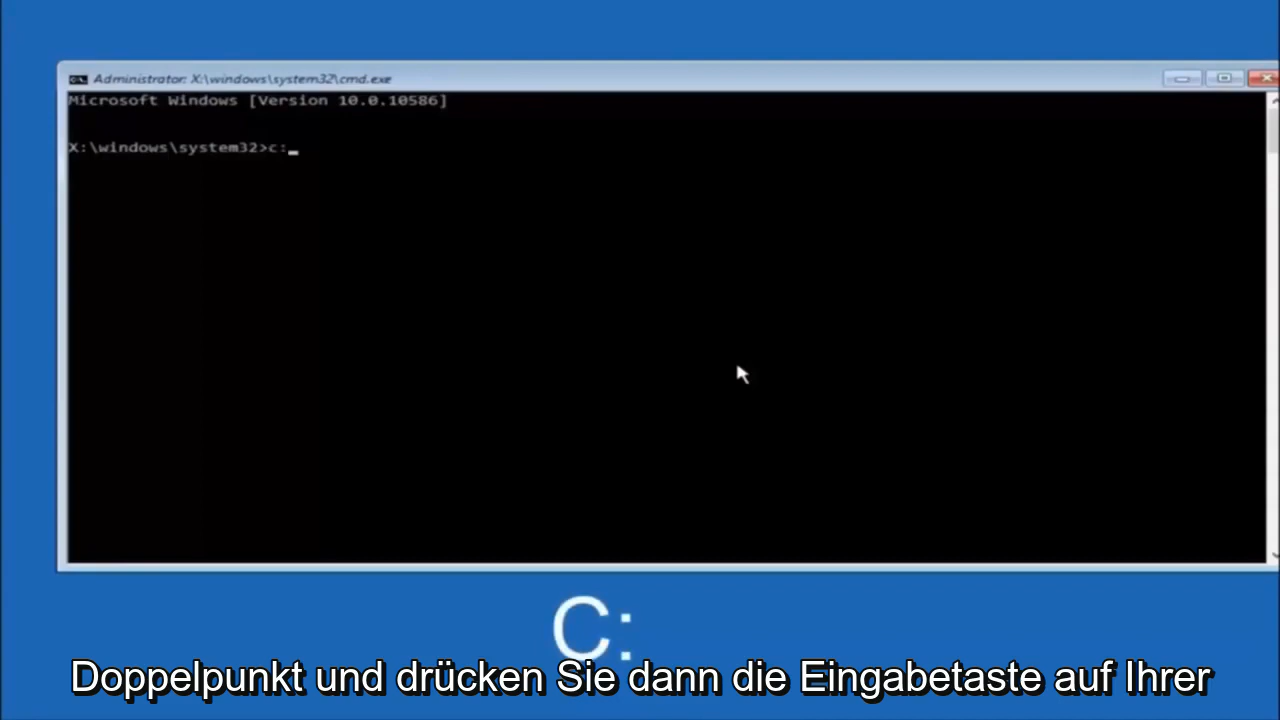 Administrator: X:\windows\system32\cmd.exe
Microsoft Windows [Version 10.0.10586]
X:\windows\system32>c:_
C:
Doppelpunkt und drücken Sie dann die Eingabetaste auf Ihrer